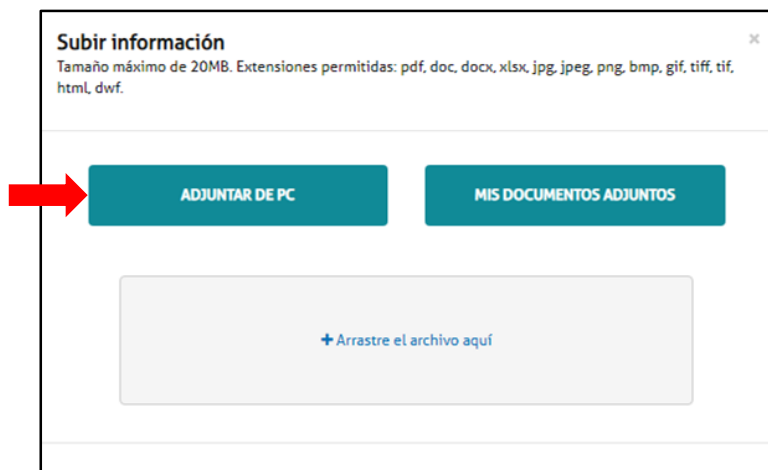 Subir información
×
Tamaño máximo de 20MB. Extensiones permitidas: pdf, doc, docx, xlsx, jpg, jpeg, png, bmp, gif, tiff, tif,
html, dwf.
ADJUNTAR DE PC
MIS DOCUMENTOS ADJUNTOS
+ Arrastre el archivo aquí